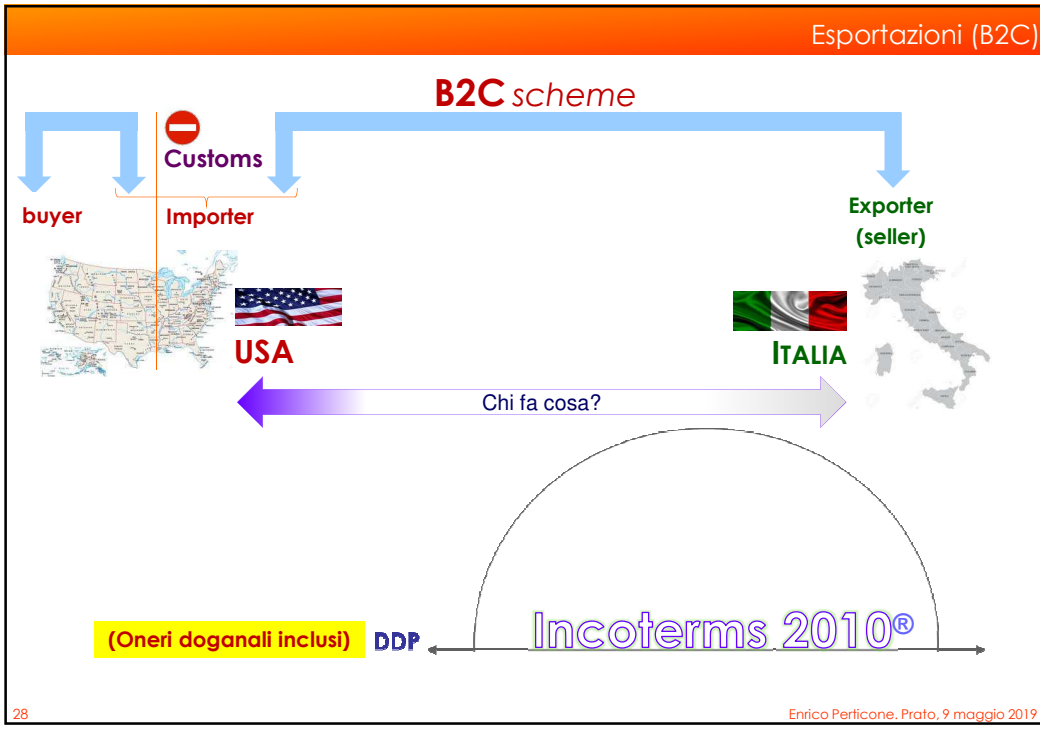 Esportazioni (B2C)
B2C scheme
Customs
buyer
Importer
Exporter
(seller)
USA
ITALIA
Chi fa cosa?
(Oneri doganali inclusi)
DDP
Incoterms 2010®
28
Enrico Perticone. Prato, 9 maggio 2019